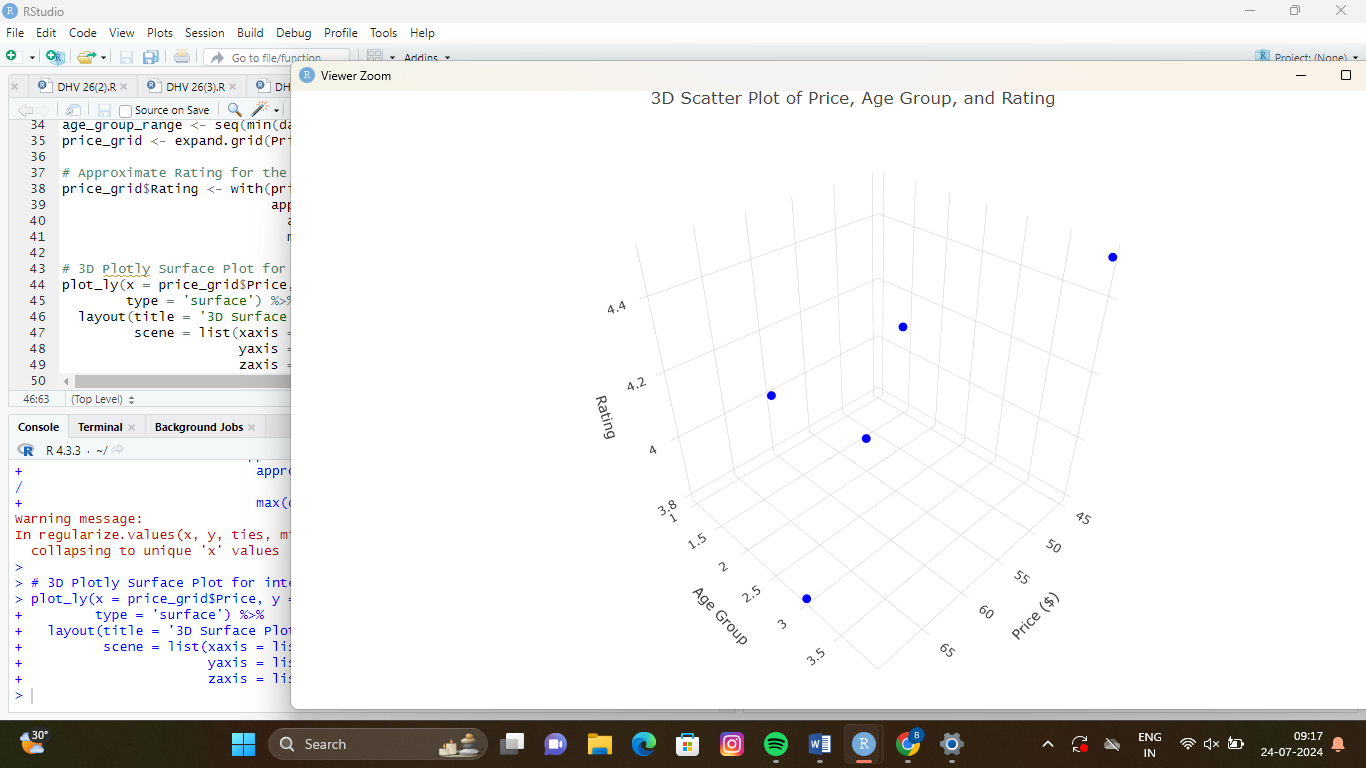 RStudio
File Edit Code View Plots Session Build Debug Profile Tools Help
Go to file/function Addins Project: (None)
DHV 26(2).R DHV 26(3).R DH
Source on Save
34 age_group_range <- seq(min(da
35 price_grid <- expand.grid(Pri
36
37 # Approximate Rating for the
38 price_grid$Rating <- with(pri
39 app
40
41
42
43 # 3D Plotly Surface Plot for
44 plot_ly(x = price_grid$Price,
45 type = 'surface') %>%
46 layout(title = '3D Surface
47 scene = list(xaxis =
48 yaxis =
49 zaxis =
50
46:63 (Top Level)
Console Terminal Background Jobs
R 4.3.3 · ~/
+ appro
/
+ max(
Warning message:
In regularize.values(x, y, ties, mi
collapsing to unique 'x' values
>
> # 3D Plotly Surface Plot for inte
> plot_ly(x = price_grid$Price, y =
+ type = 'surface') %>%
+ layout(title = '3D Surface Plot
+ scene = list(xaxis = lis
+ yaxis = lis
+ zaxis = lis
>
Viewer Zoom
3D Scatter Plot of Price, Age Group, and Rating
4.4
4.2
4
3.8
Rating
1
1.5
2
2.5
3
3.5
Age Group
45
50
55
60
65
Price ($)
30°
Search
ENG
IN
09:17
24-07-2024